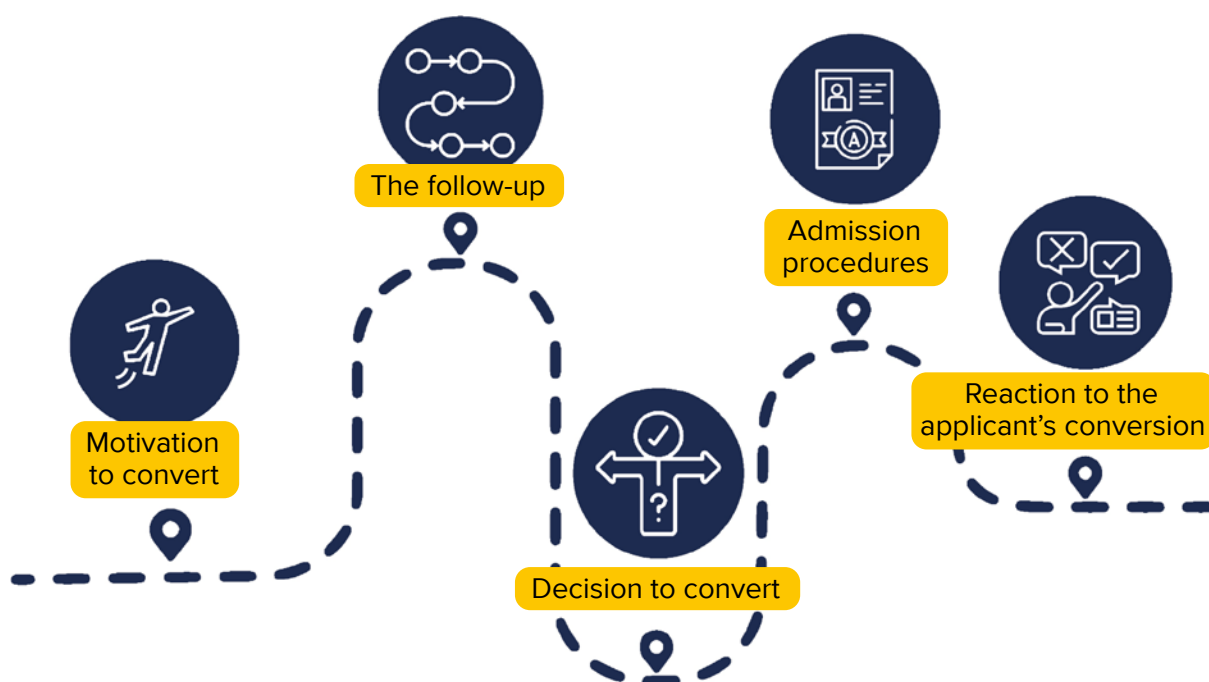 Motivation
to convert
The follow-up
?
Decision to convert
A
Admission
procedures
Reaction to the
applicant's conversion